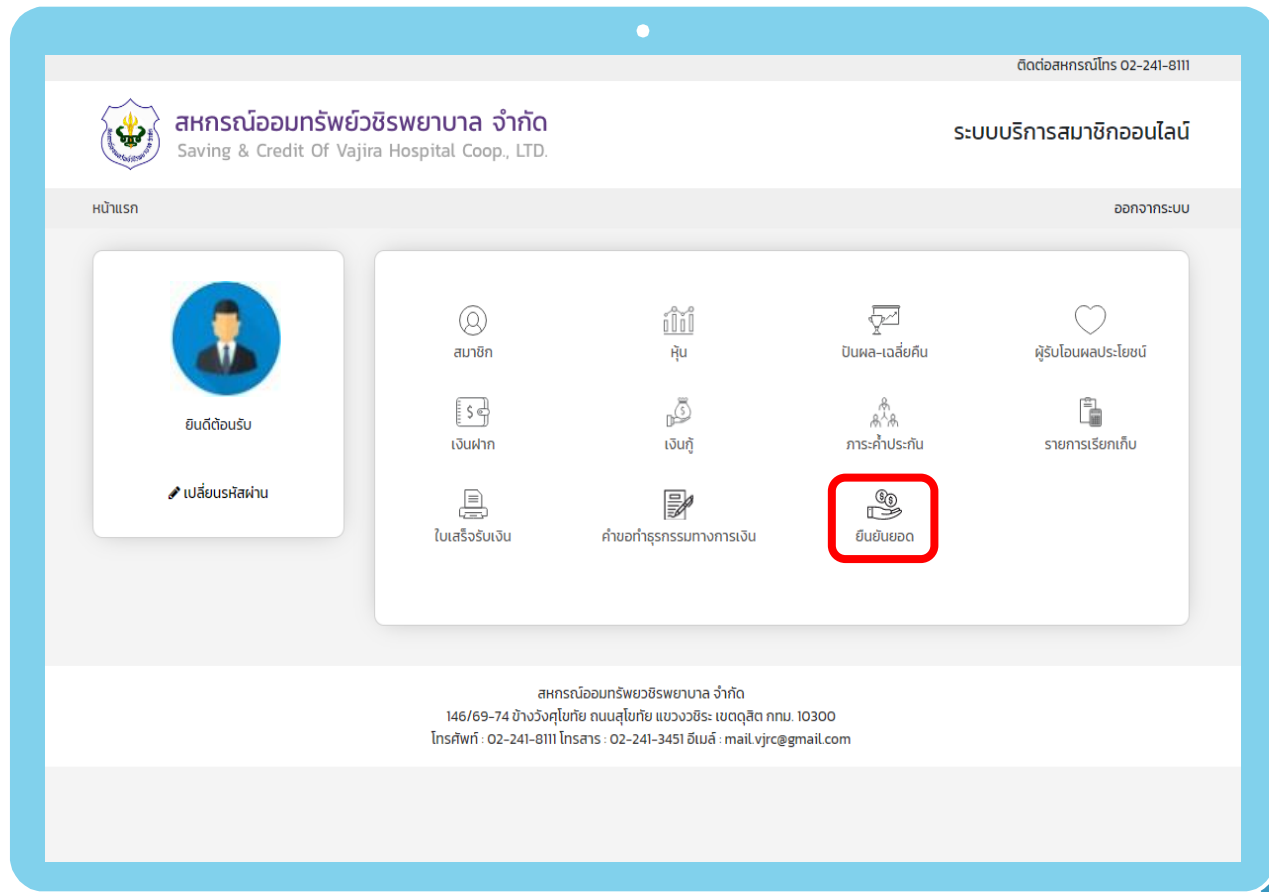 ติดต่อสหกรณ์โทร 02-241-8111
สหกรณ์ออมทรัพย์วชิรพยาบาล จำกัด
Saving & Credit Of Vajira Hospital Coop., LTD.
ระบบบริการสมาชิกออนไลน์
หน้าแรก
ออกจากระบบ
ยินดีต้อนรับ
เปลี่ยนรหัสผ่าน
สมาชิก
หุ้น
ปันผล-เฉลี่ยคืน
ผู้รับโอนผลประโยชน์
เงินฝาก
เงินกู้
ภาระค้ำประกัน
รายการเรียกเก็บ
ใบเสร็จรับเงิน
คำขอทำธุรกรรมทางการเงิน
ยืนยันยอด
สหกรณ์ออมทรัพยวชิรพยาบาล จำกัด
146/69-74 ข้างวังศุโขทัย ถนนสุโขทัย แขวงวชิระ เขตดุสิต กทม. 10300
โทรศัพท์ : 02-241-8111 โทรสาร : 02-241-3451 อีเมล์ : mail.vjrc@gmail.com